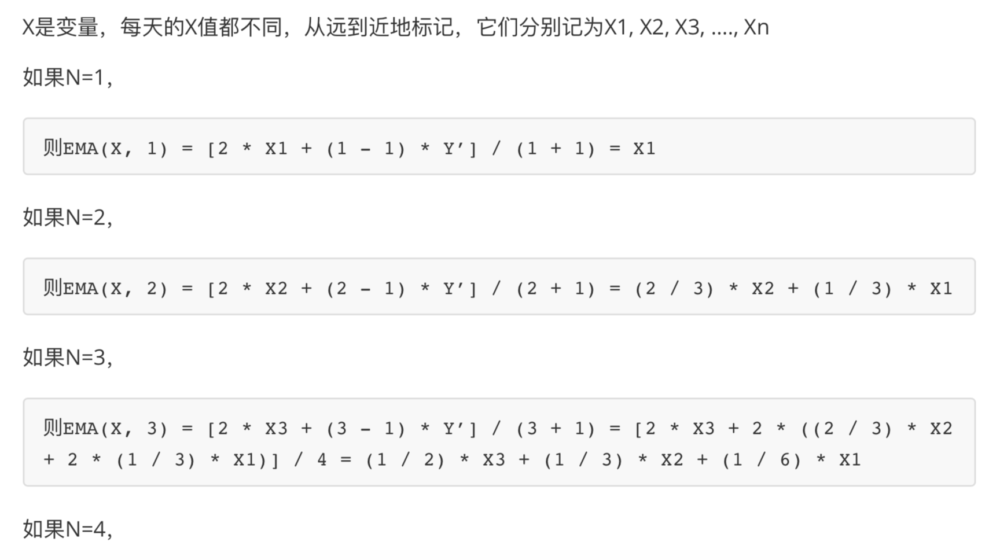 X是变量，每天的X值都不同，从远到近地标记，它们分别记为X1, X2, X3, ...., Xn
如果N=1，
则EMA(X, 1) = [2 * X1 + (1 - 1) * Y’] / (1 + 1) = X1
如果N=2，
则EMA(X, 2) = [2 * X2 + (2 - 1) * Y’] / (2 + 1) = (2 / 3) * X2 + (1 / 3) * X1
如果N=3，
则EMA(X, 3) = [2 * X3 + (3 - 1) * Y’] / (3 + 1) = [2 * X3 + 2 * ((2 / 3) * X2
+ 2 * (1 / 3) * X1)] / 4 = (1 / 2) * X3 + (1 / 3) * X2 + (1 / 6) * X1
如果N=4，